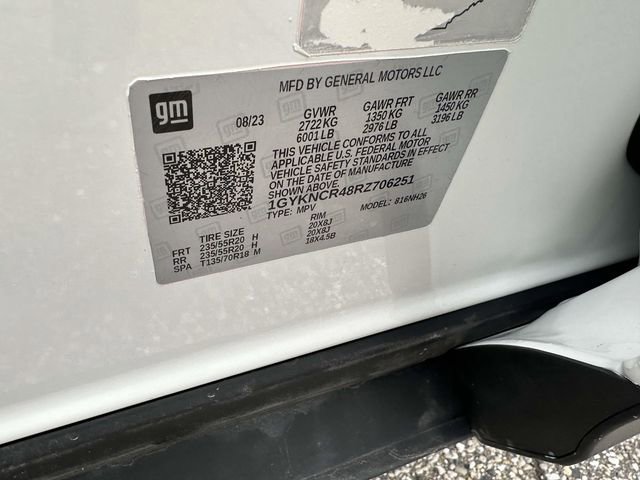 MFD BY GENERAL MOTORS LLC
gm
08/23
GVWR GAWR FRT GAWR RR
2722 KG 1350 KG 1450 KG
6001 LB 2976 LB 3196 LB
THIS VEHICLE CONFORMS TO ALL
APPLICABLE U.S. FEDERAL MOTOR
VEHICLE SAFETY STANDARDS IN EFFECT
ON THE DATE OF MANUFACTURE
SHOWN ABOVE.
1GYKNCR48RZ706251
TYPE: MPV MODEL: 816NH26
TIRE SIZE RIM
FRT 235/55R20 H 20X8J
RR 235/55R20 H 20X8J
SPA T135/70R18 M 18X4.5B